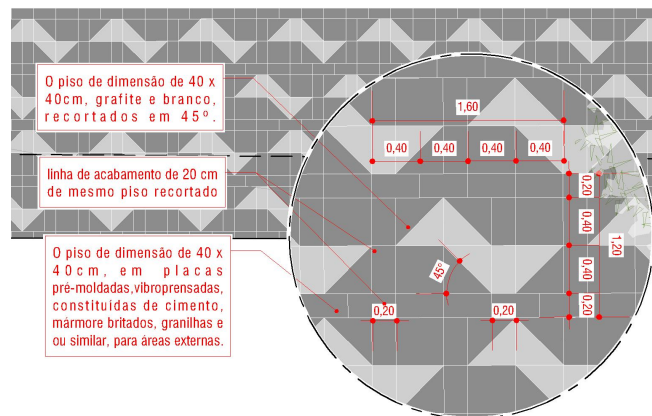 O piso de dimensão de 40 x
40cm, grafite e branco,
recortados em 45º.
linha de acabamento de 20 cm
de mesmo piso recortado
O piso de dimensão de 40 x
40cm, em placas
pré-moldadas,vibroprensadas,
constituidas de cimento,
mármore britados, granilhas e
ou similar, para áreas externas.
1,60
0,40 0,40 0,40 0,40
0,20
0,40
1,20
0,40
0,20
45º
0,20 0,20